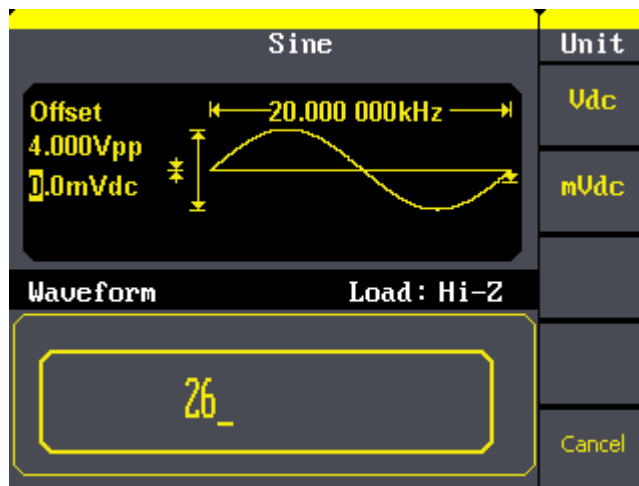 Sine
Unit
Offset
20.000 000kHz
4.000Vpp
0.0mVdc
Vdc
mVdc
Waveform
Load: Hi-Z
26_
Cancel